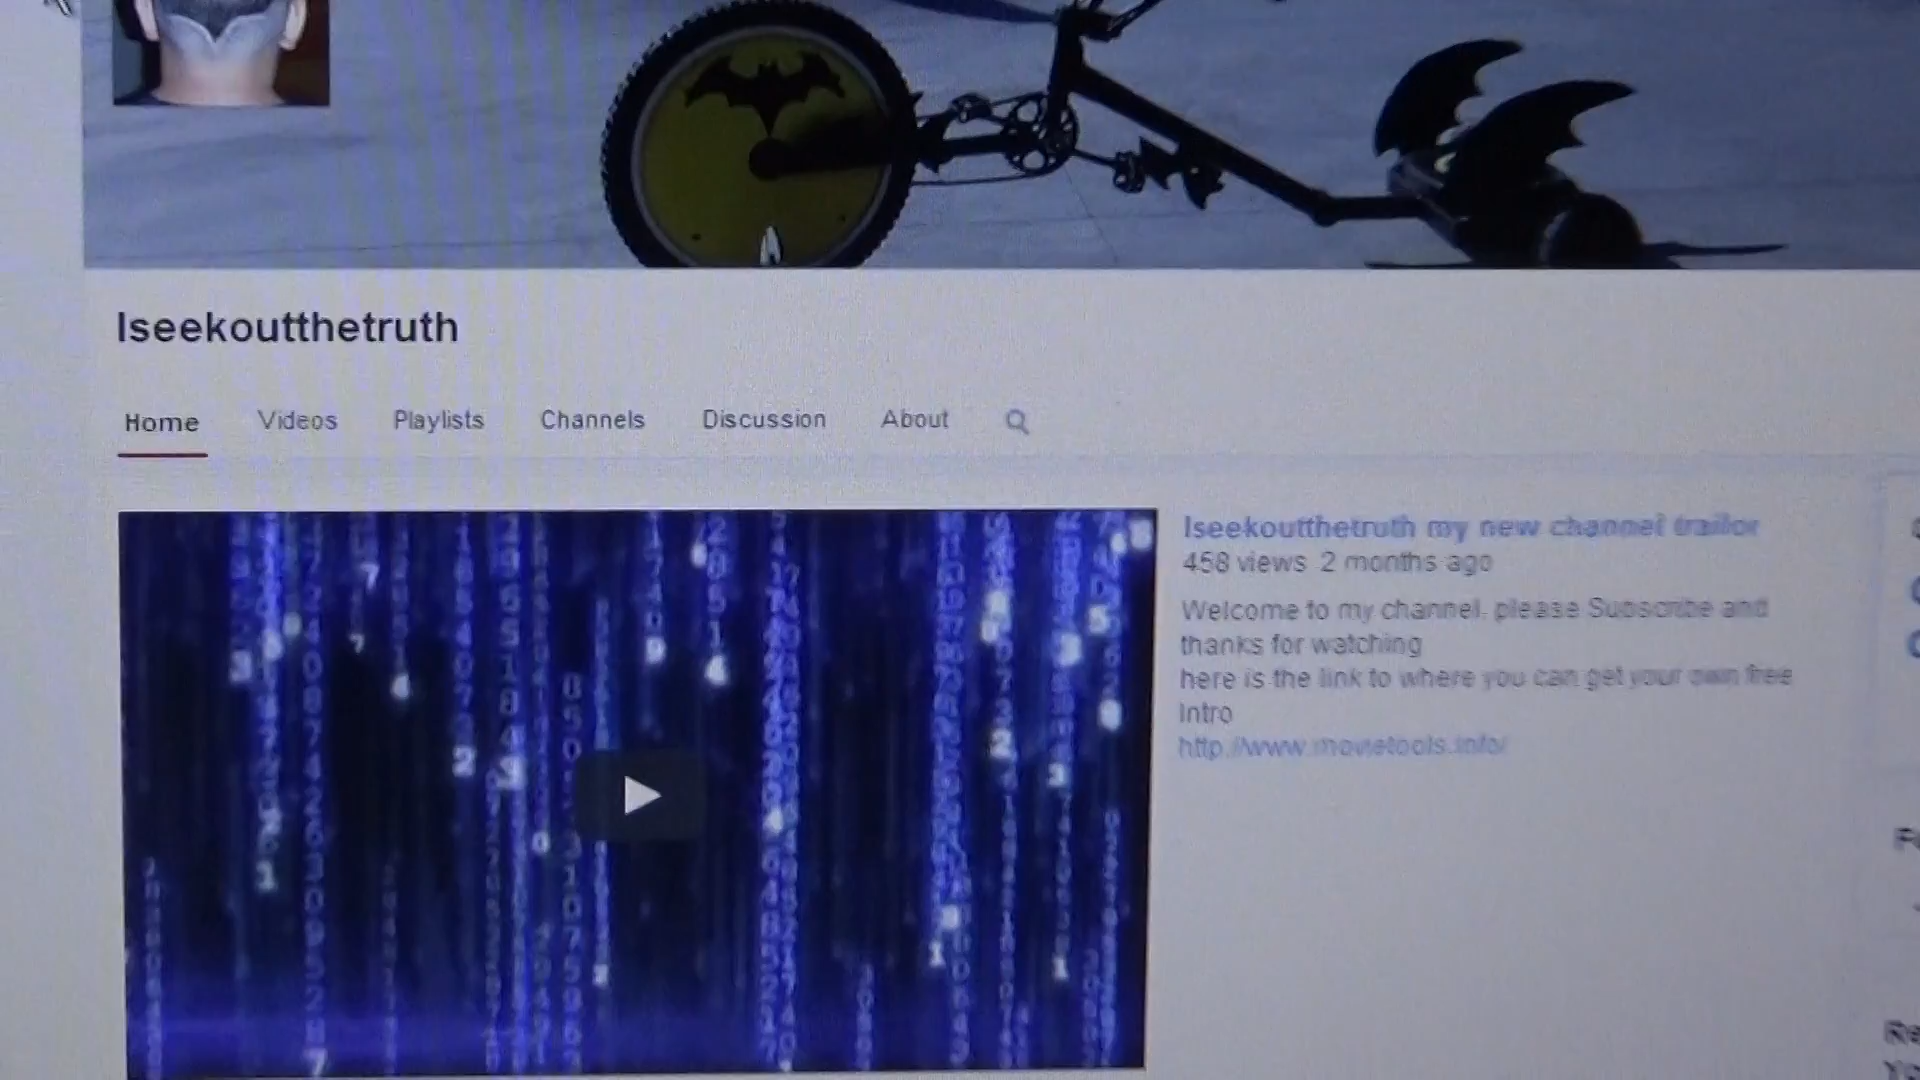 Iseekoutthetruth
Home Videos Playlists Channels Discussion About
Iseekoutthetruth my new channel trailor
458 views 2 months ago
Welcome to my channel. please Subscribe and
thanks for watching
here is the link to where you can get your own free
Intro
http://www.movietools.info/